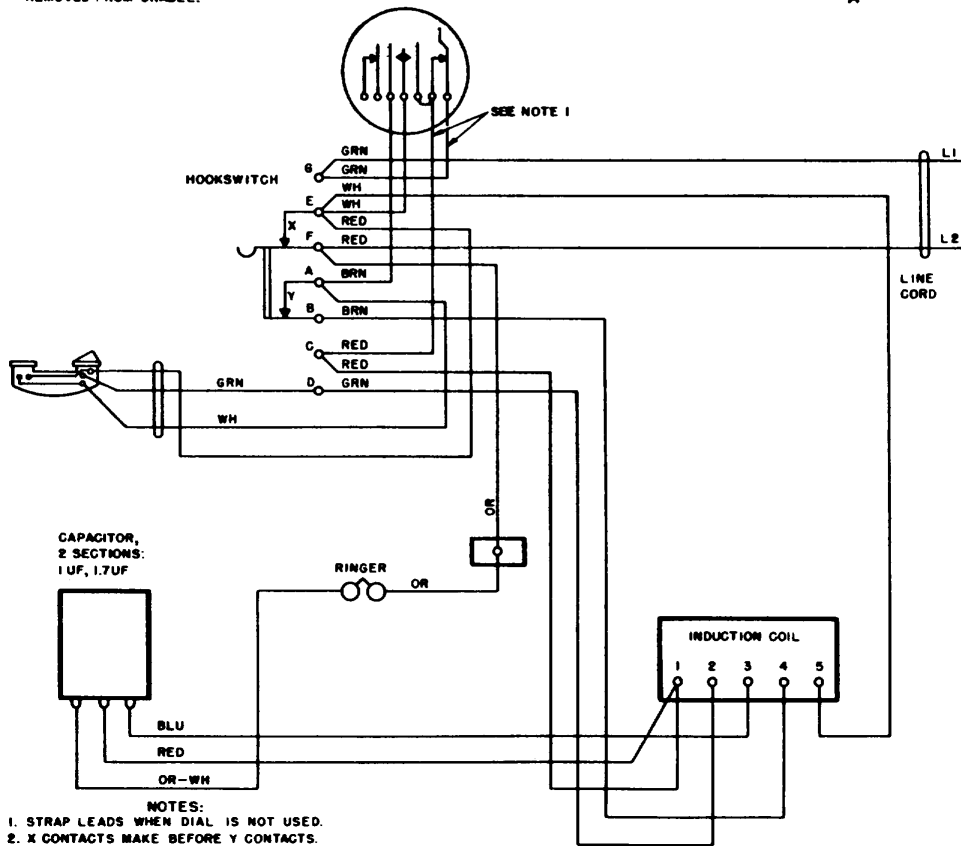 SEE NOTE 1
GRN
L1
G
GRN
HOOKSWITCH
WH
E
WH
X
RED
F
RED
L2
A
BRN
LINE
CORD
Y
B
BRN
C
RED
RED
GRN
D
GRN
WH
OR
CAPACITOR,
2 SECTIONS:
1 UF, 1.7UF
RINGER
OR
INDUCTION COIL
1 2 3 4 5
BLU
RED
OR-WH
NOTES:
1. STRAP LEADS WHEN DIAL IS NOT USED.
2. X CONTACTS MAKE BEFORE Y CONTACTS.